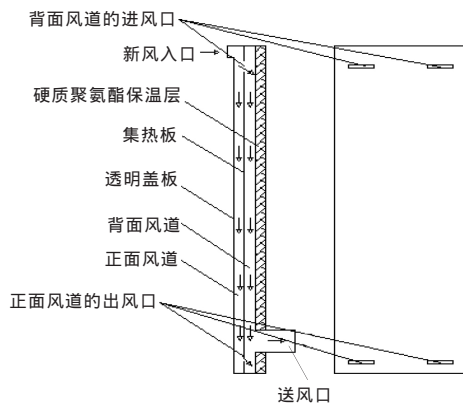 背面风道的进风口
新风入口
硬质聚氨酯保温层
集热板
透明盖板
背面风道
正面风道
正面风道的出风口
送风口